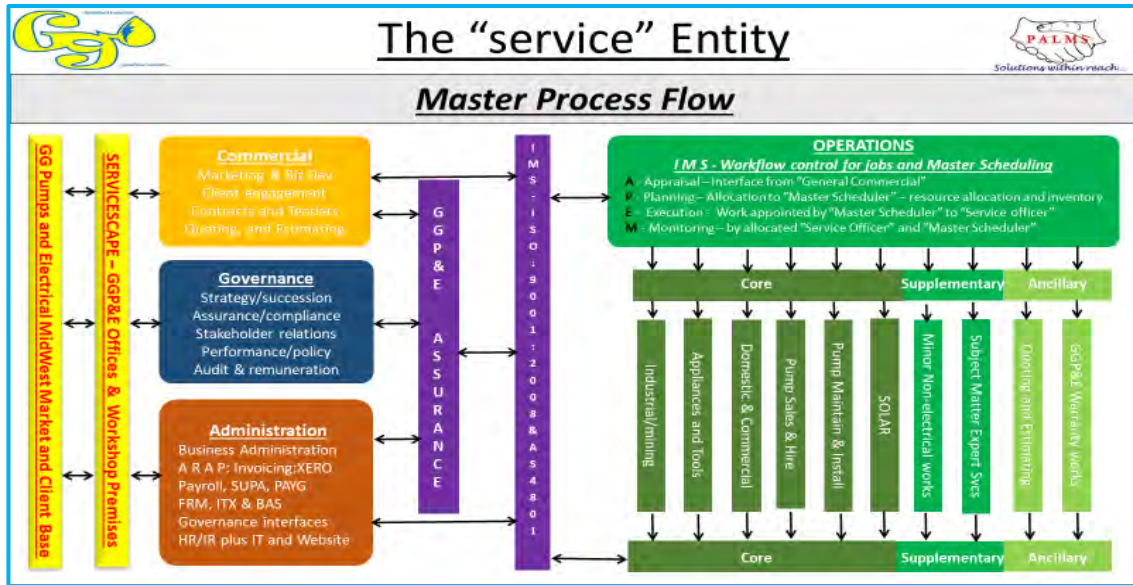 GGo
The “service” Entity
PALMS
Solutions within reach...
Master Process Flow
GG Pumps and Electrical MidWest Market and Client Base
SERVICESCAPE – GGP&E Offices & Workshop Premises
Commercial
Marketing & Biz Dev
Client engagement
Contracts and Tenders
Quoting, and Estimating
Governance
Strategy/succession
Assurance/compliance
Stakeholder relations
Performance/policy
Audit & remuneration
Administration
Business Administration
A R A P: Invoicing:XERO
Payroll, SUPA, PAYG
FRM, ITX & BAS
Governance interfaces
HR/IR plus IT and Website
GGP&E ASSURANCE
IMS-ISO:9001:2008&AS4801
OPERATIONS
I M S - Workflow control for jobs and Master Scheduling
A - Appraisal – Interface from “General Commercial”
P - Planning – Allocation to “Master Scheduler” – resource allocation and inventory
E - Execution - Work appointed by “Master Scheduler” to “Service officer”
M - Monitoring – by allocated “Service Officer” and “Master Scheduler”
Core
Supplementary
Ancillary
Industrial/mining
Appliances and Tools
Domestic & Commercial
Pump Sales & Hire
Pump Maintain & Install
SOLAR
Minor Non-electrical works
Subject Matter Expert Svcs
Quoting and Estimating
GGP&E Warranty works
Core
Supplementary
Ancillary